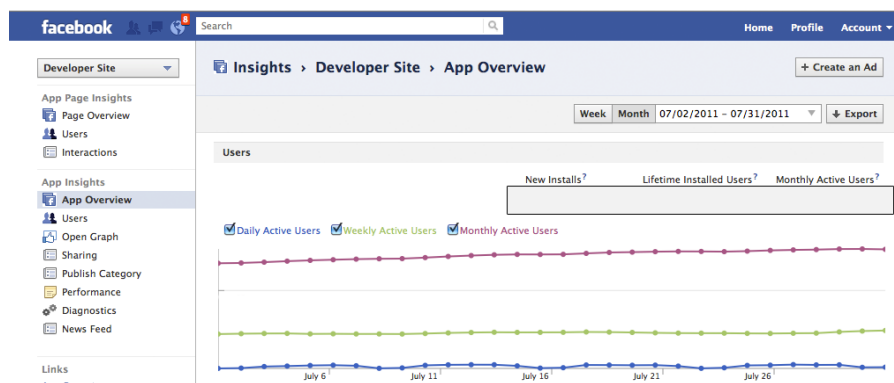 facebook 8 Search Home Profile Account
Developer Site
Insights › Developer Site › App Overview + Create an Ad
App Page Insights
Page Overview
Users
Interactions
Week Month 07/02/2011 - 07/31/2011 Export
Users
New Installs? Lifetime Installed Users? Monthly Active Users?
App Insights
App Overview
Users
Open Graph
Sharing
Publish Category
Performance
Diagnostics
News Feed
Daily Active Users Weekly Active Users Monthly Active Users
July 6 July 11 July 16 July 21 July 26
Links